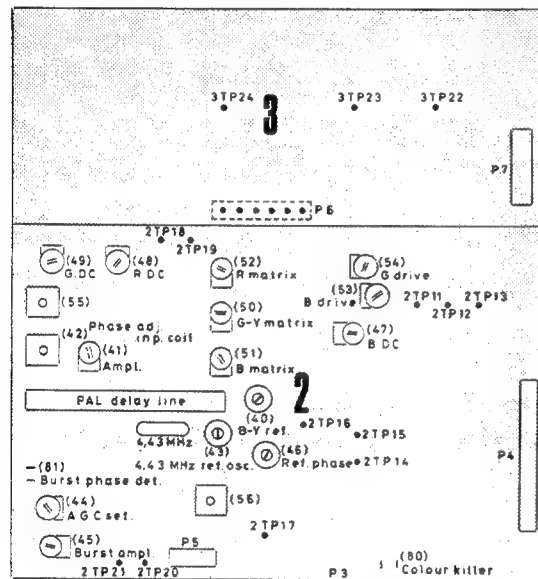 3TP24
3TP23
3TP22
3
P7
P6
2TP18
2TP19
(49)
G.DC
(48)
R DC
(52)
R matrix
(54)
G drive
(53)
B drive
2TP11
2TP12
2TP13
(55)
(50)
G-Y matrix
(47)
B DC
(42)
Phase adj.
inp. coil
(41)
Ampl.
(51)
B matrix
PAL delay line
2
(40)
B-Y ref.
2TP16
4,43 MHz
(43)
4.43 MHz ref. osc.
2TP15
(46)
Ref. phase
2TP14
P4
(81)
Burst phase det.
(44)
AGC set.
(56)
2TP17
(45)
Burst ampl.
P5
2TP21
2TP20
P3
(80)
Colour killer